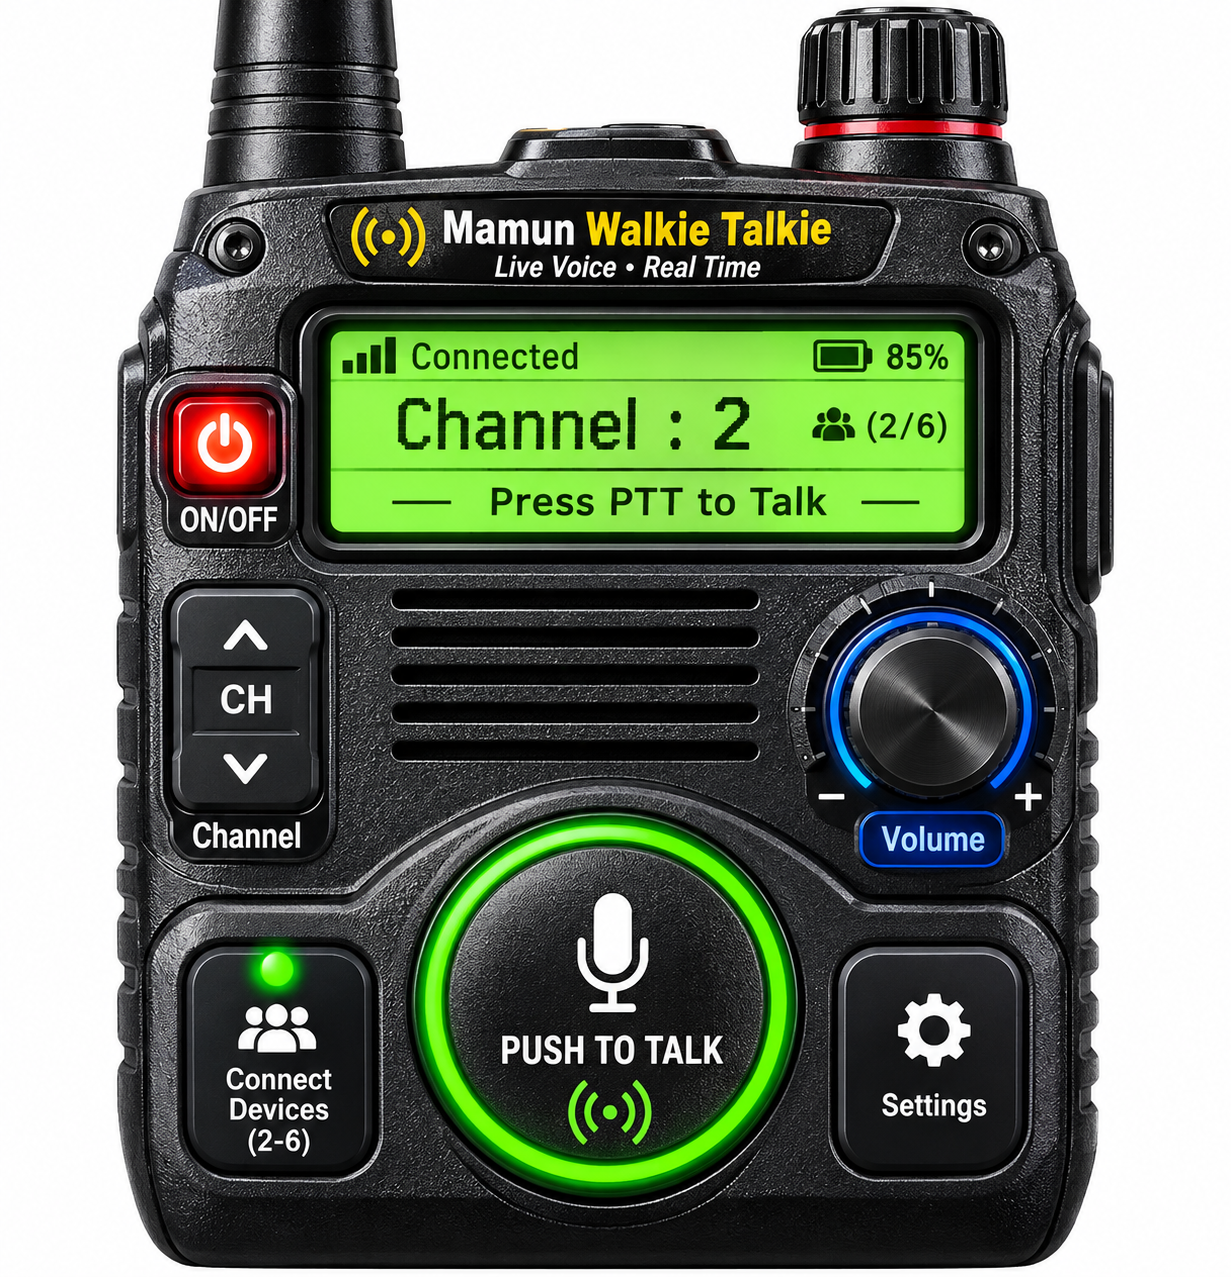 Mamun Walkie Talkie
Live Voice • Real Time
Connected 85%
Channel : 2 (2/6)
Press PTT to Talk
ON/OFF
CH
Channel
− +
Volume
PUSH TO TALK
Connect
Devices
(2-6)
Settings